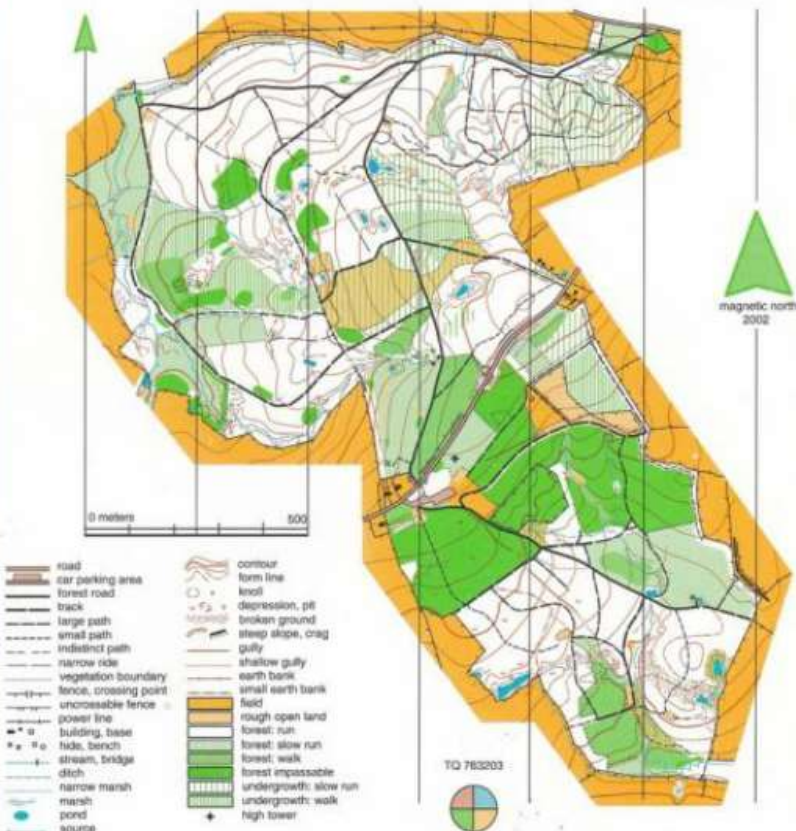 magnetic north
2002
0 meters 500
road
car parking area
forest road
track
large path
small path
indistinct path
narrow ride
vegetation boundary
fence, crossing point
uncrossable fence
power line
building, base
hide, bench
stream, bridge
ditch
narrow marsh
marsh
pond
source
contour
form line
knoll
depression, pit
broken ground
steep slope, crag
gully
shallow gully
earth bank
small earth bank
field
rough open land
forest: run
forest: slow run
forest: walk
forest impassable
undergrowth: slow run
undergrowth: walk
high tower
TQ 763203